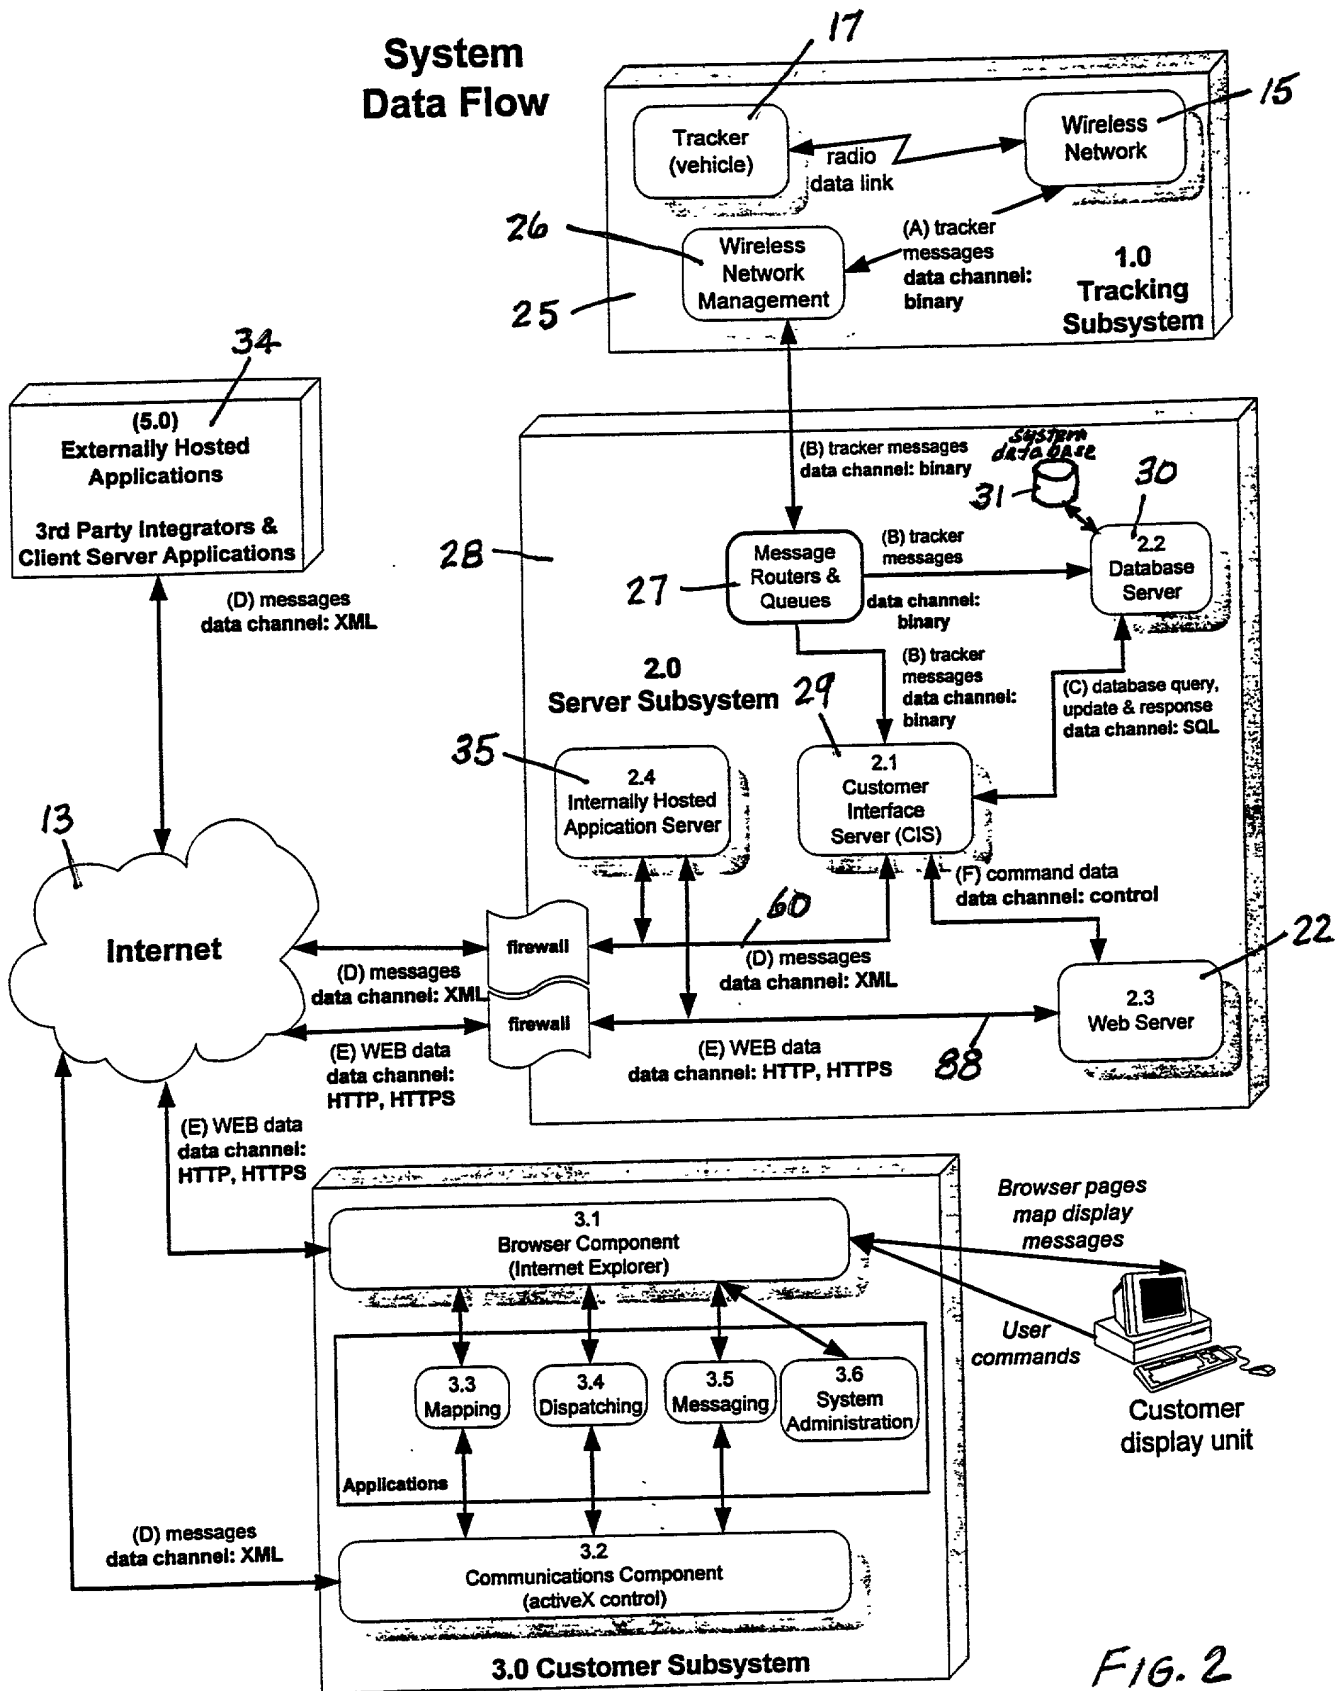 System
Data Flow
17
Tracker
(vehicle)
radio
data link
Wireless
Network
15
26
Wireless
Network
Management
(A) tracker
messages
data channel:
binary
25
1.0
Tracking
Subsystem
34
(5.0)
Externally Hosted
Applications
3rd Party Integrators &
Client Server Applications
(D) messages
data channel: XML
(B) tracker messages
data channel: binary
system
database
31
30
2.2
Database
Server
28
Message
Routers &
Queues
27
(B) tracker
messages
data channel:
binary
2.0
Server Subsystem
(B) tracker
messages
data channel:
binary
29
(C) database query,
update & response
data channel: SQL
35
2.4
Internally Hosted
Appication Server
2.1
Customer
Interface
Server (CIS)
(F) command data
data channel: control
13
Internet
firewall
60
(D) messages
data channel: XML
(D) messages
data channel: XML
22
2.3
Web Server
firewall
(E) WEB data
data channel:
HTTP, HTTPS
(E) WEB data
data channel: HTTP, HTTPS
88
(E) WEB data
data channel:
HTTP, HTTPS
3.1
Browser Component
(Internet Explorer)
Browser pages
map display
messages
User
commands
Customer
display unit
3.3
Mapping
3.4
Dispatching
3.5
Messaging
3.6
System
Administration
Applications
(D) messages
data channel: XML
3.2
Communications Component
(activeX control)
3.0 Customer Subsystem
FIG. 2